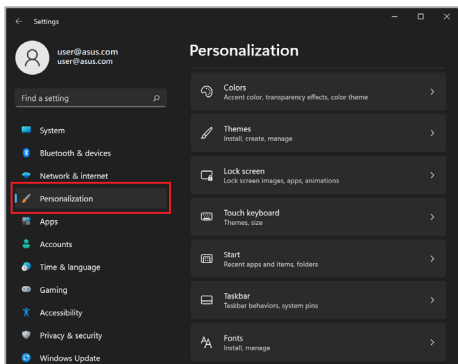 Settings
user@asus.com
user@asus.com
Find a setting
System
Bluetooth & devices
Network & internet
Personalization
Apps
Accounts
Time & language
Gaming
Accessibility
Privacy & security
Windows Update
Personalization
Colors
Accent color, transparency effects, color theme
Themes
Install, create, manage
Lock screen
Lock screen images, apps, animations
Touch keyboard
Themes, size
Start
Recent apps and items, folders
Taskbar
Taskbar behaviors, system pins
Fonts
Install, manage